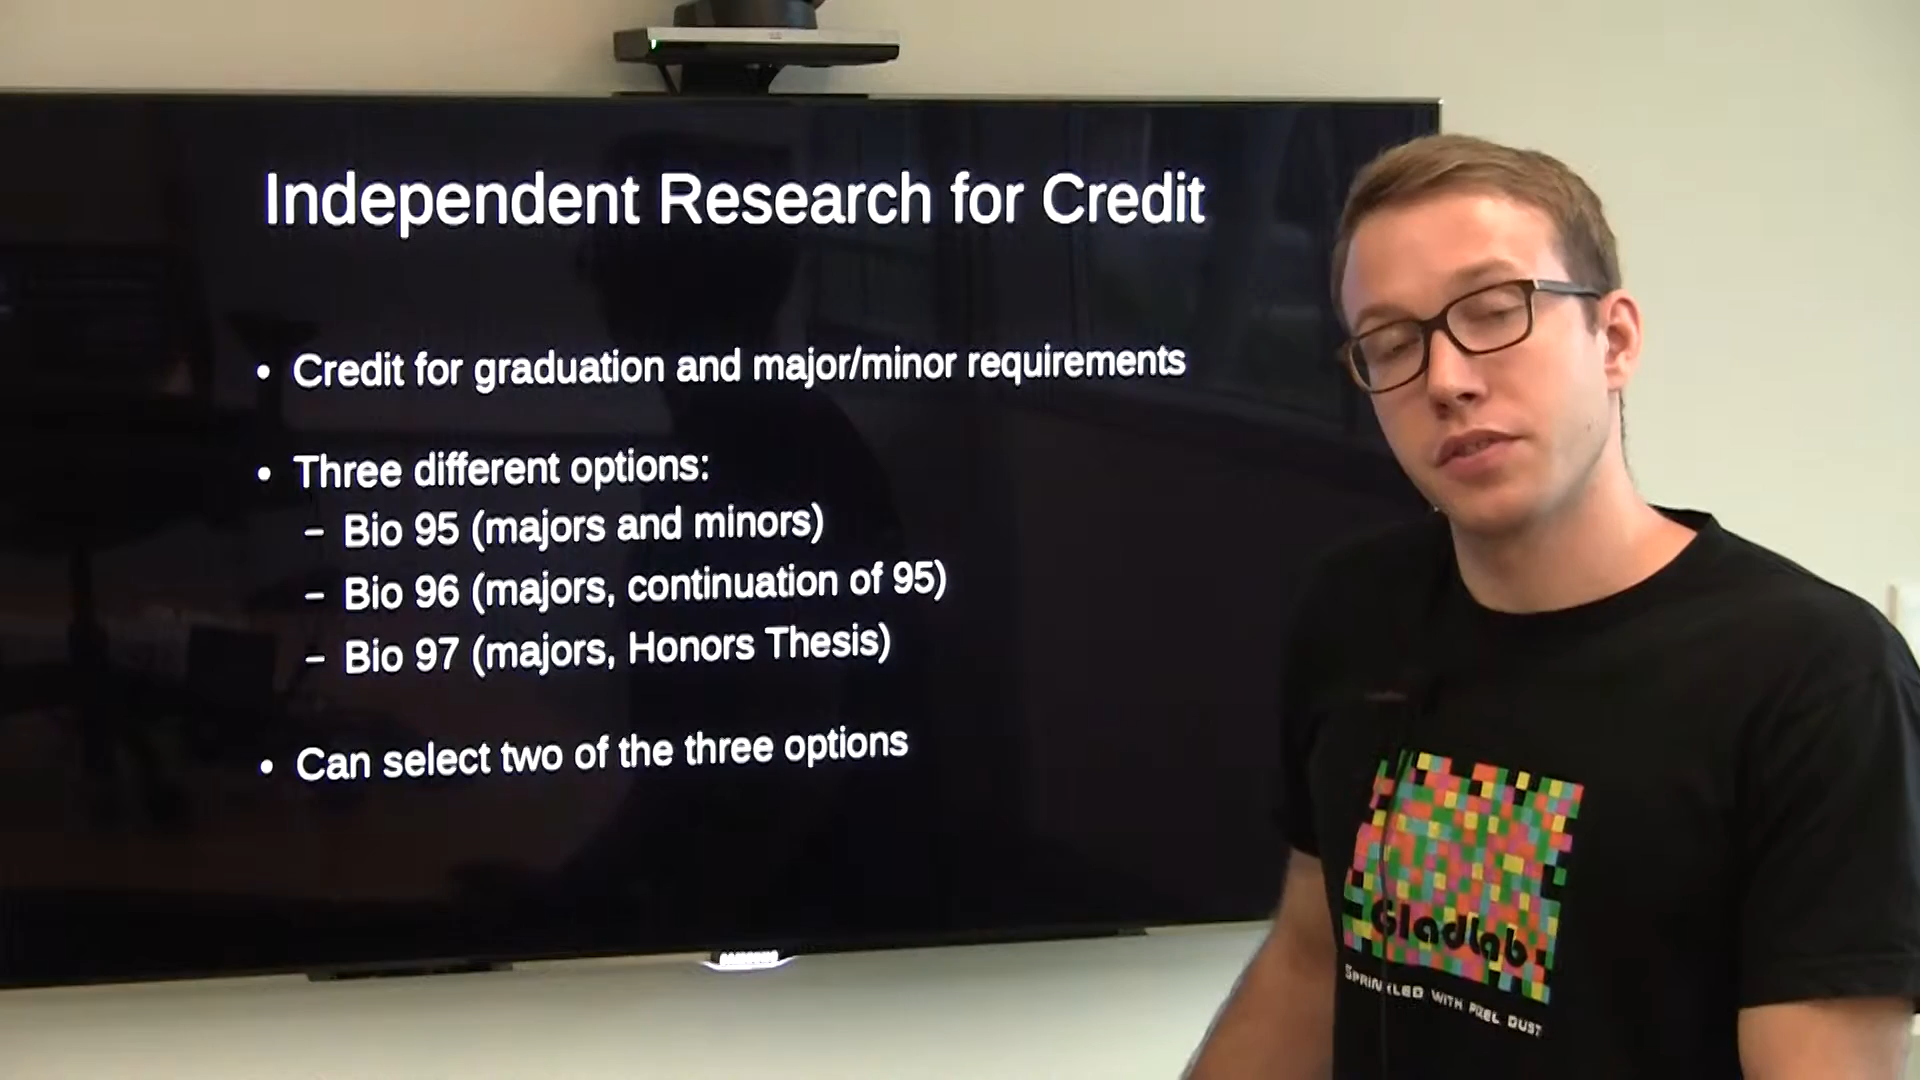 Independent Research for Credit
• Credit for graduation and major/minor requirements
• Three different options:
– Bio 95 (majors and minors)
– Bio 96 (majors, continuation of 95)
– Bio 97 (majors, Honors Thesis)
• Can select two of the three options
SAMSUNG
GladLab
SPRINKLED WITH PIXEL DUST